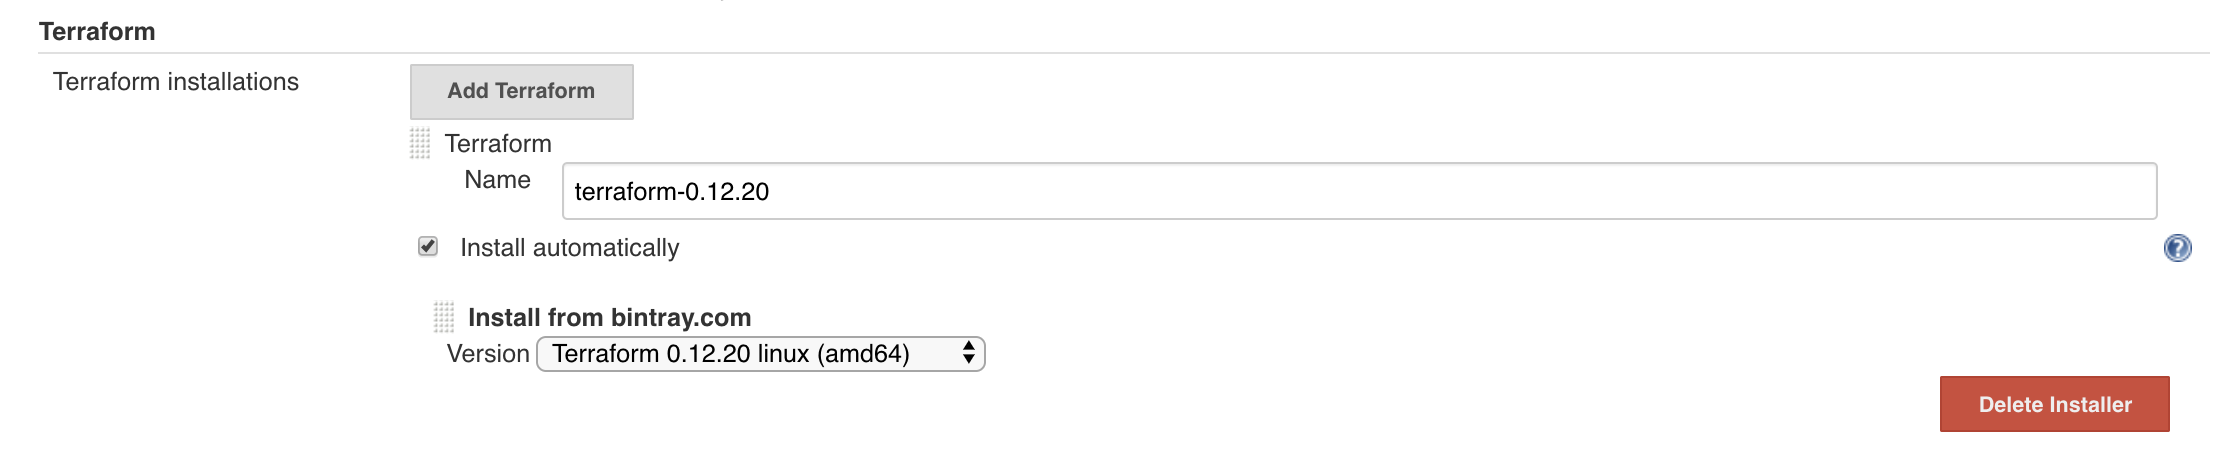 Terraform
Terraform installations
Add Terraform
Terraform
Name
terraform-0.12.20
Install automatically
Install from bintray.com
Version Terraform 0.12.20 linux (amd64)
Delete Installer